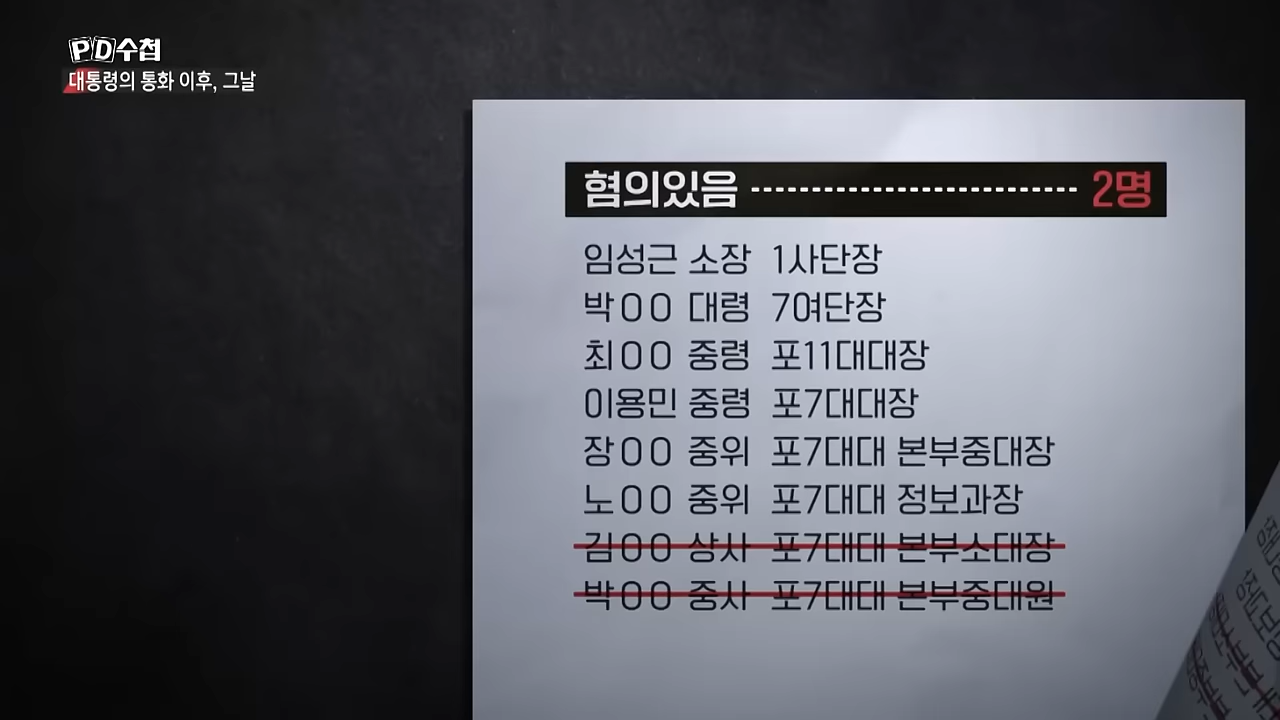 PD수첩
대통령의 통화 이후, 그날
혐의있음 -------------------------- 2명
임성근 소장 1사단장
박OO 대령 7여단장
최OO 중령 포11대대장
이용민 중령 포7대대장
장OO 중위 포7대대 본부중대장
노OO 중위 포7대대 정보과장
김OO 상사 포7대대 본부소대장
박OO 중사 포7대대 본부중대원